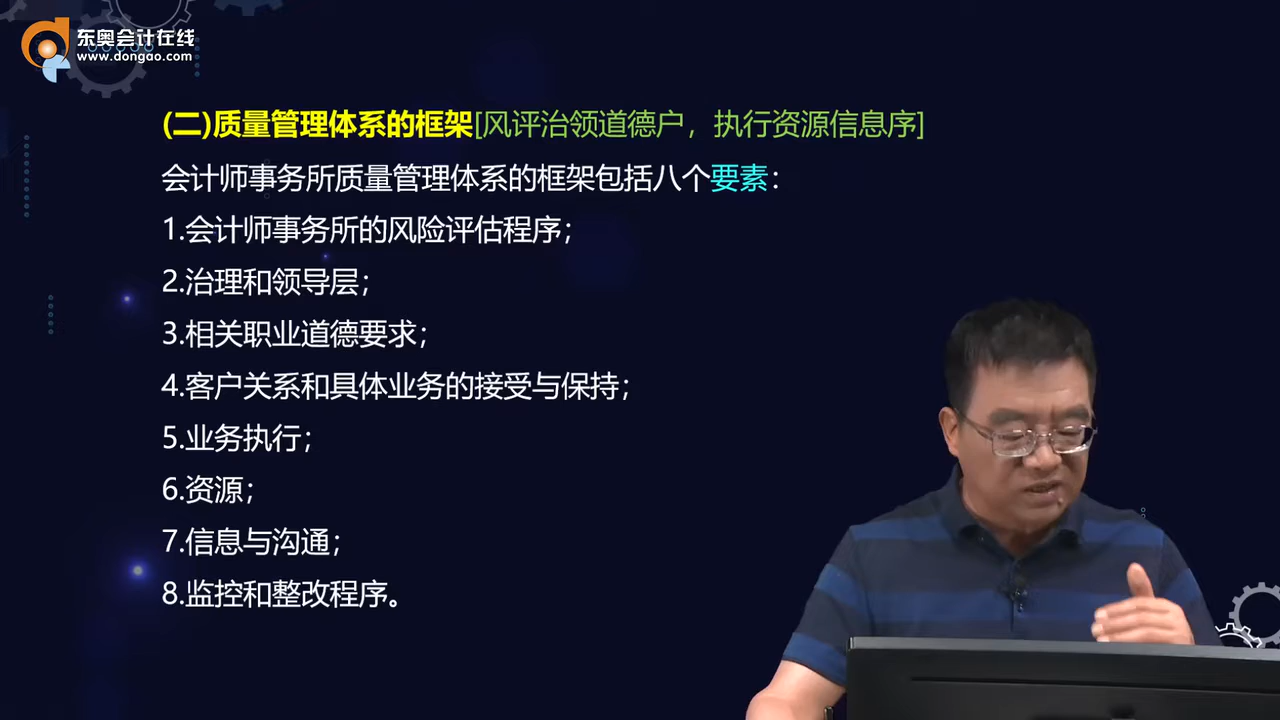 东奥会计在线
www.dongao.com
(二)质量管理体系的框架[风评治领道德户，执行资源信息序]
会计师事务所质量管理体系的框架包括八个要素：
1.会计师事务所的风险评估程序；
2.治理和领导层；
3.相关职业道德要求；
4.客户关系和具体业务的接受与保持；
5.业务执行；
6.资源；
7.信息与沟通；
8.监控和整改程序。